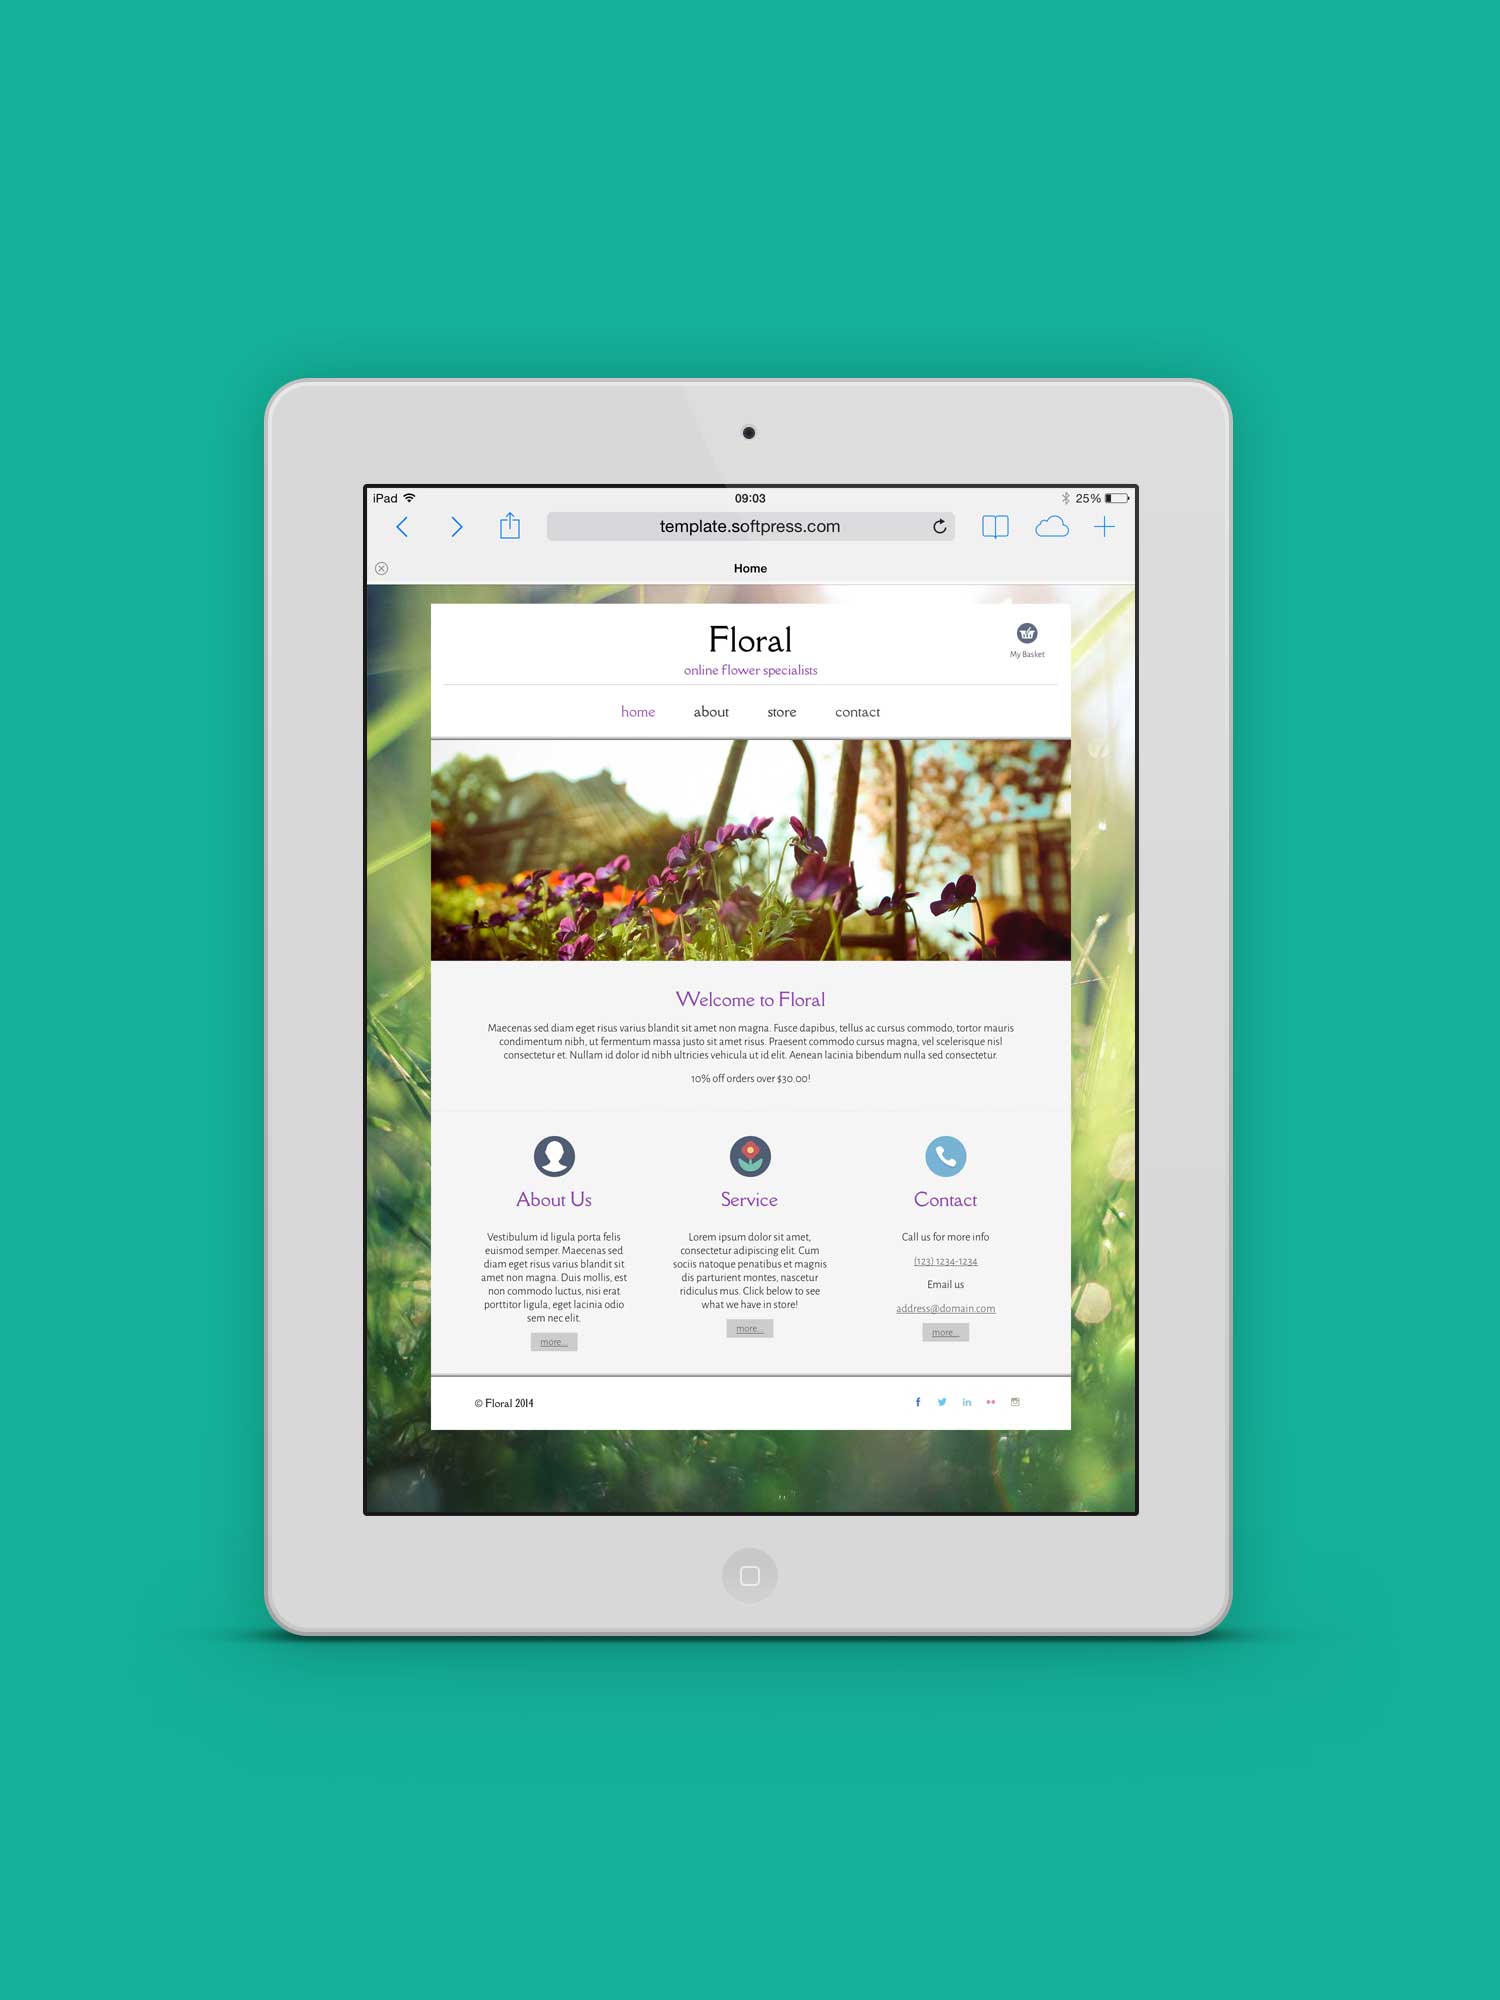 iPad 09:03 25%
template.softpress.com
Home
Floral
My Basket
online flower specialists
home about store contact
Welcome to Floral
Maecenas sed diam eget risus varius blandit sit amet non magna. Fusce dapibus, tellus ac cursus commodo, tortor mauris
condimentum nibh, ut fermentum massa justo sit amet risus. Praesent commodo cursus magna, vel scelerisque nisl
consectetur et. Nullam id dolor id nibh ultricies vehicula ut id elit. Aenean lacinia bibendum nulla sed consectetur.
10% off orders over $30.00!
About Us
Vestibulum id ligula porta felis
euismod semper. Maecenas sed
diam eget risus varius blandit sit
amet non magna. Duis mollis, est
non commodo luctus, nisi erat
porttitor ligula, eget lacinia odio
sem nec elit.
more...
Service
Lorem ipsum dolor sit amet,
consectetur adipiscing elit. Cum
sociis natoque penatibus et magnis
dis parturient montes, nascetur
ridiculus mus. Click below to see
what we have in store!
more...
Contact
Call us for more info
(123) 1234-1234
Email us
address@domain.com
more...
© Floral 2014